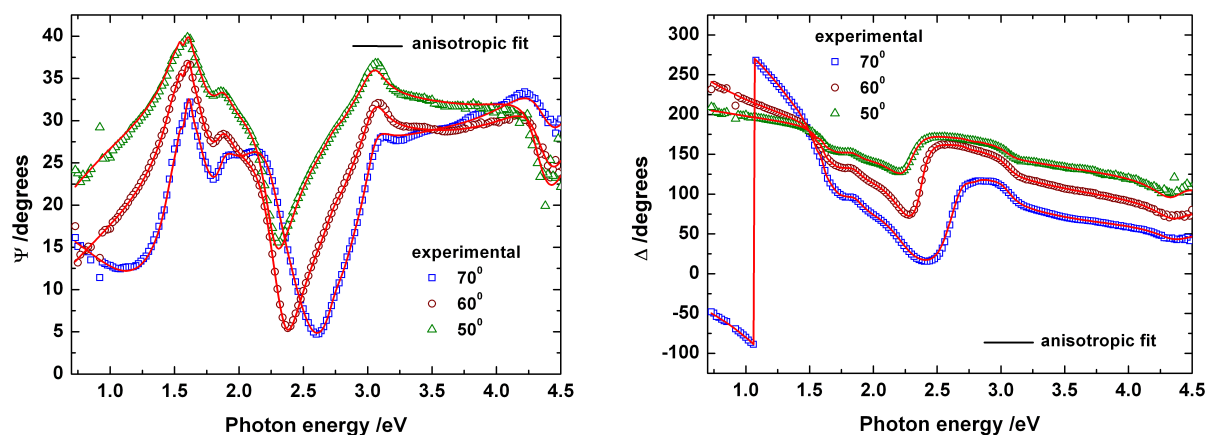 40
35
30
25
20
15
10
5
0
Ψ /degrees
anisotropic fit
experimental
70⁰
60⁰
50⁰
1.0 1.5 2.0 2.5 3.0 3.5 4.0 4.5
Photon energy /eV
300
250
200
150
100
50
0
-50
-100
Δ /degrees
experimental
70⁰
60⁰
50⁰
anisotropic fit
1.0 1.5 2.0 2.5 3.0 3.5 4.0 4.5
Photon energy /eV